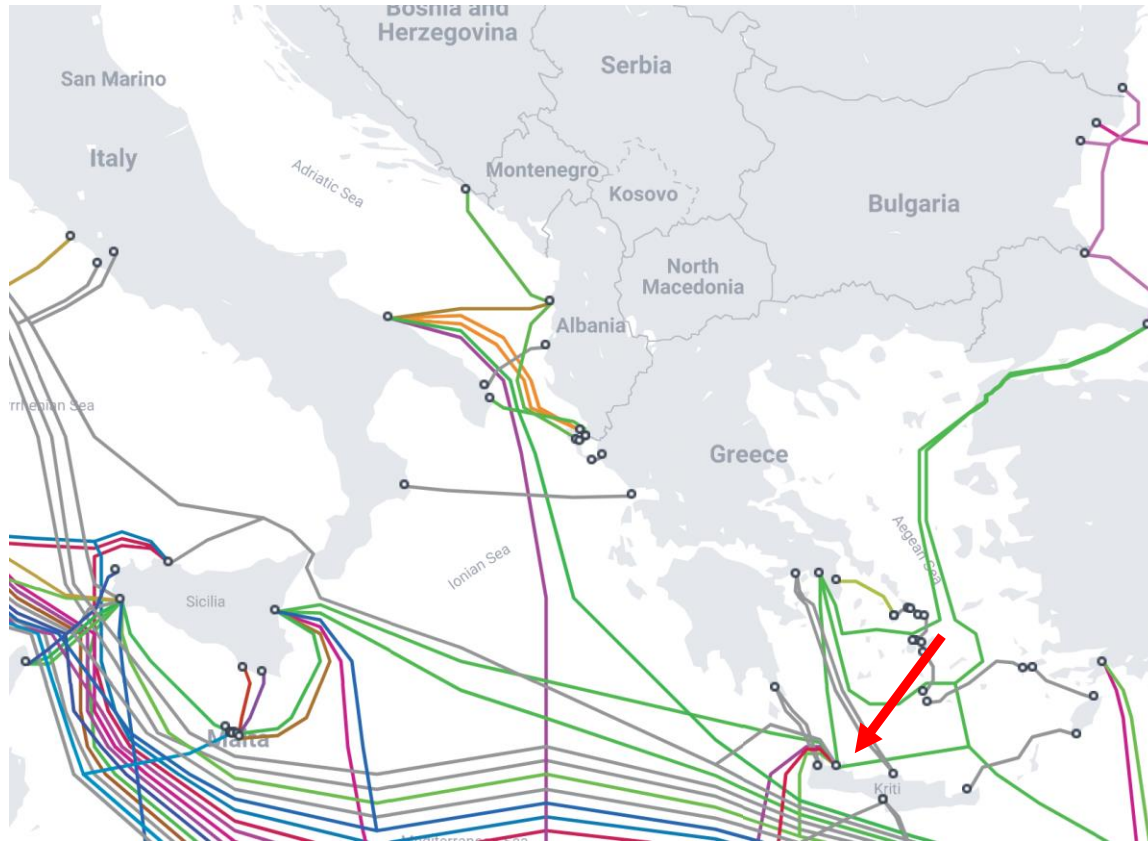 Bosnia and
Herzegovina
Serbia
San Marino
Italy
Montenegro
Adriatic Sea
Kosovo
Bulgaria
North
Macedonia
Albania
Greece
Aegean Sea
Ionian Sea
Sicilia
Malta
Kriti